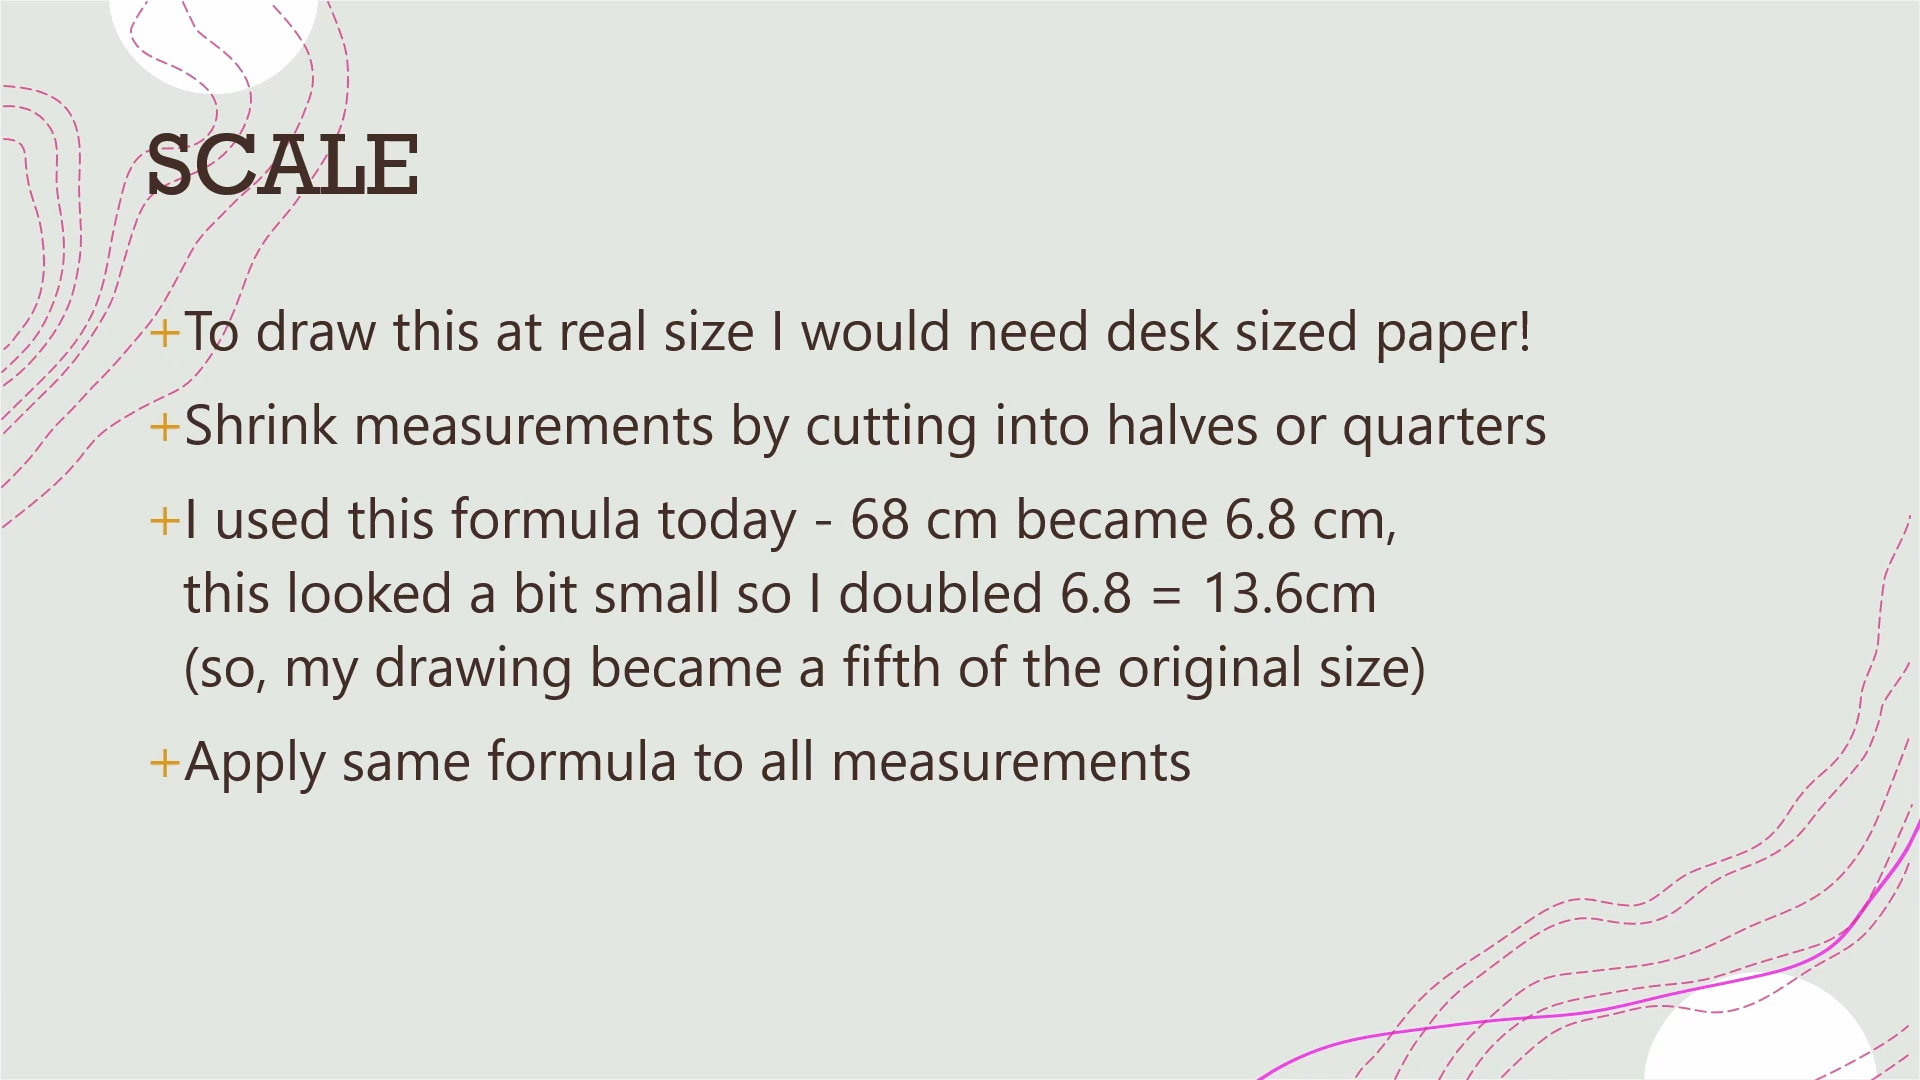 SCALE
+To draw this at real size I would need desk sized paper!
+Shrink measurements by cutting into halves or quarters
+I used this formula today - 68 cm became 6.8 cm,
this looked a bit small so I doubled 6.8 = 13.6cm
(so, my drawing became a fifth of the original size)
+Apply same formula to all measurements